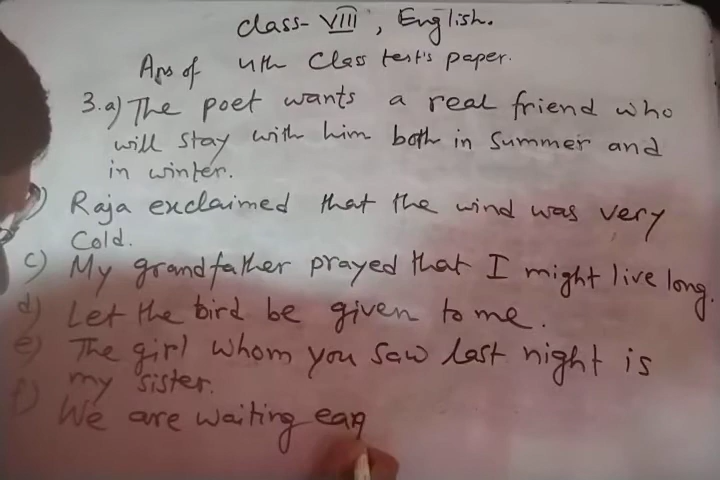 class- VIII, English.
Ans of 4th class test's paper.
3.a) The poet wants a real friend who
will stay with him both in summer and
in winter.
) Raja exclaimed that the wind was very
cold.
c) My grandfather prayed that I might live long.
d) Let the bird be given to me.
e) The girl whom you saw last night is
my sister.
f) We are waiting